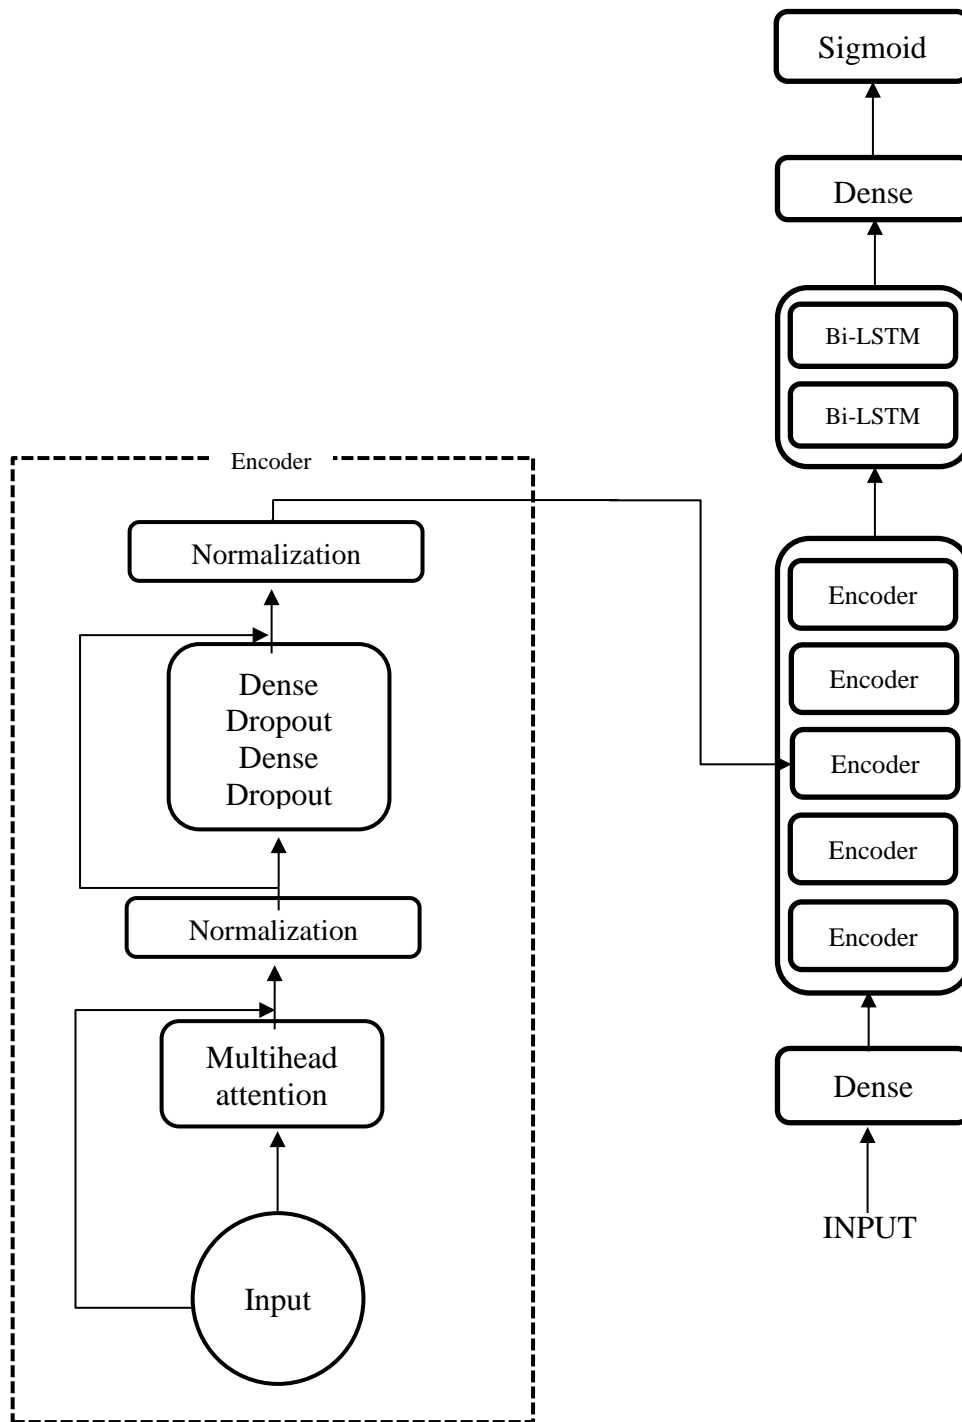 Sigmoid
Dense
Bi-LSTM
Bi-LSTM
Encoder
Normalization
Dense
Dropout
Dense
Dropout
Normalization
Multihead
attention
Input
Encoder
Encoder
Encoder
Encoder
Encoder
Dense
INPUT